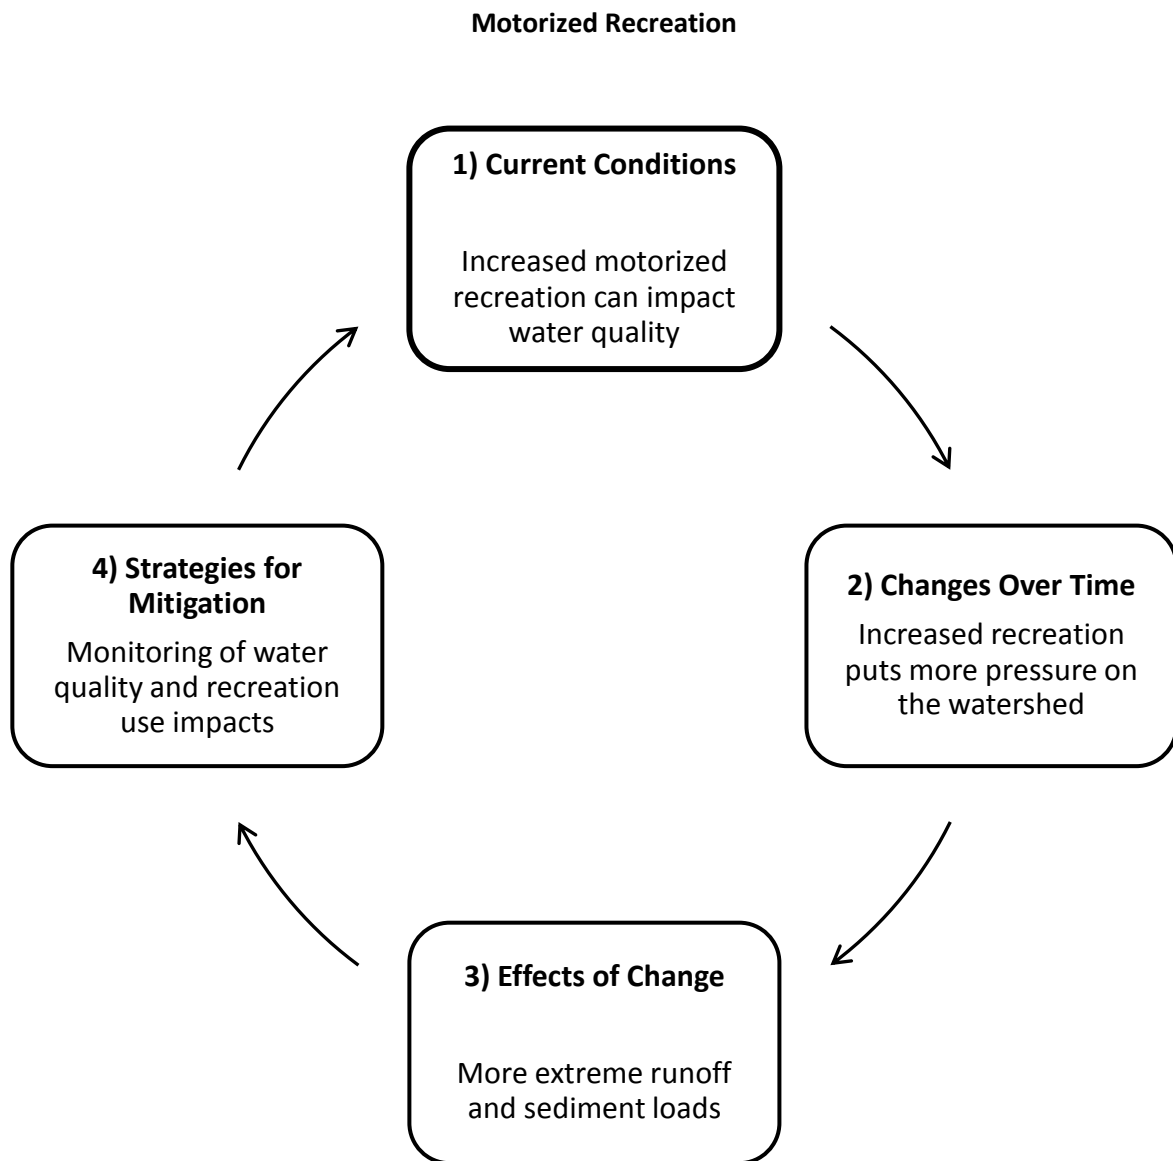 Motorized Recreation
1) Current Conditions
Increased motorized
recreation can impact
water quality
2) Changes Over Time
Increased recreation
puts more pressure on
the watershed
3) Effects of Change
More extreme runoff
and sediment loads
4) Strategies for
Mitigation
Monitoring of water
quality and recreation
use impacts